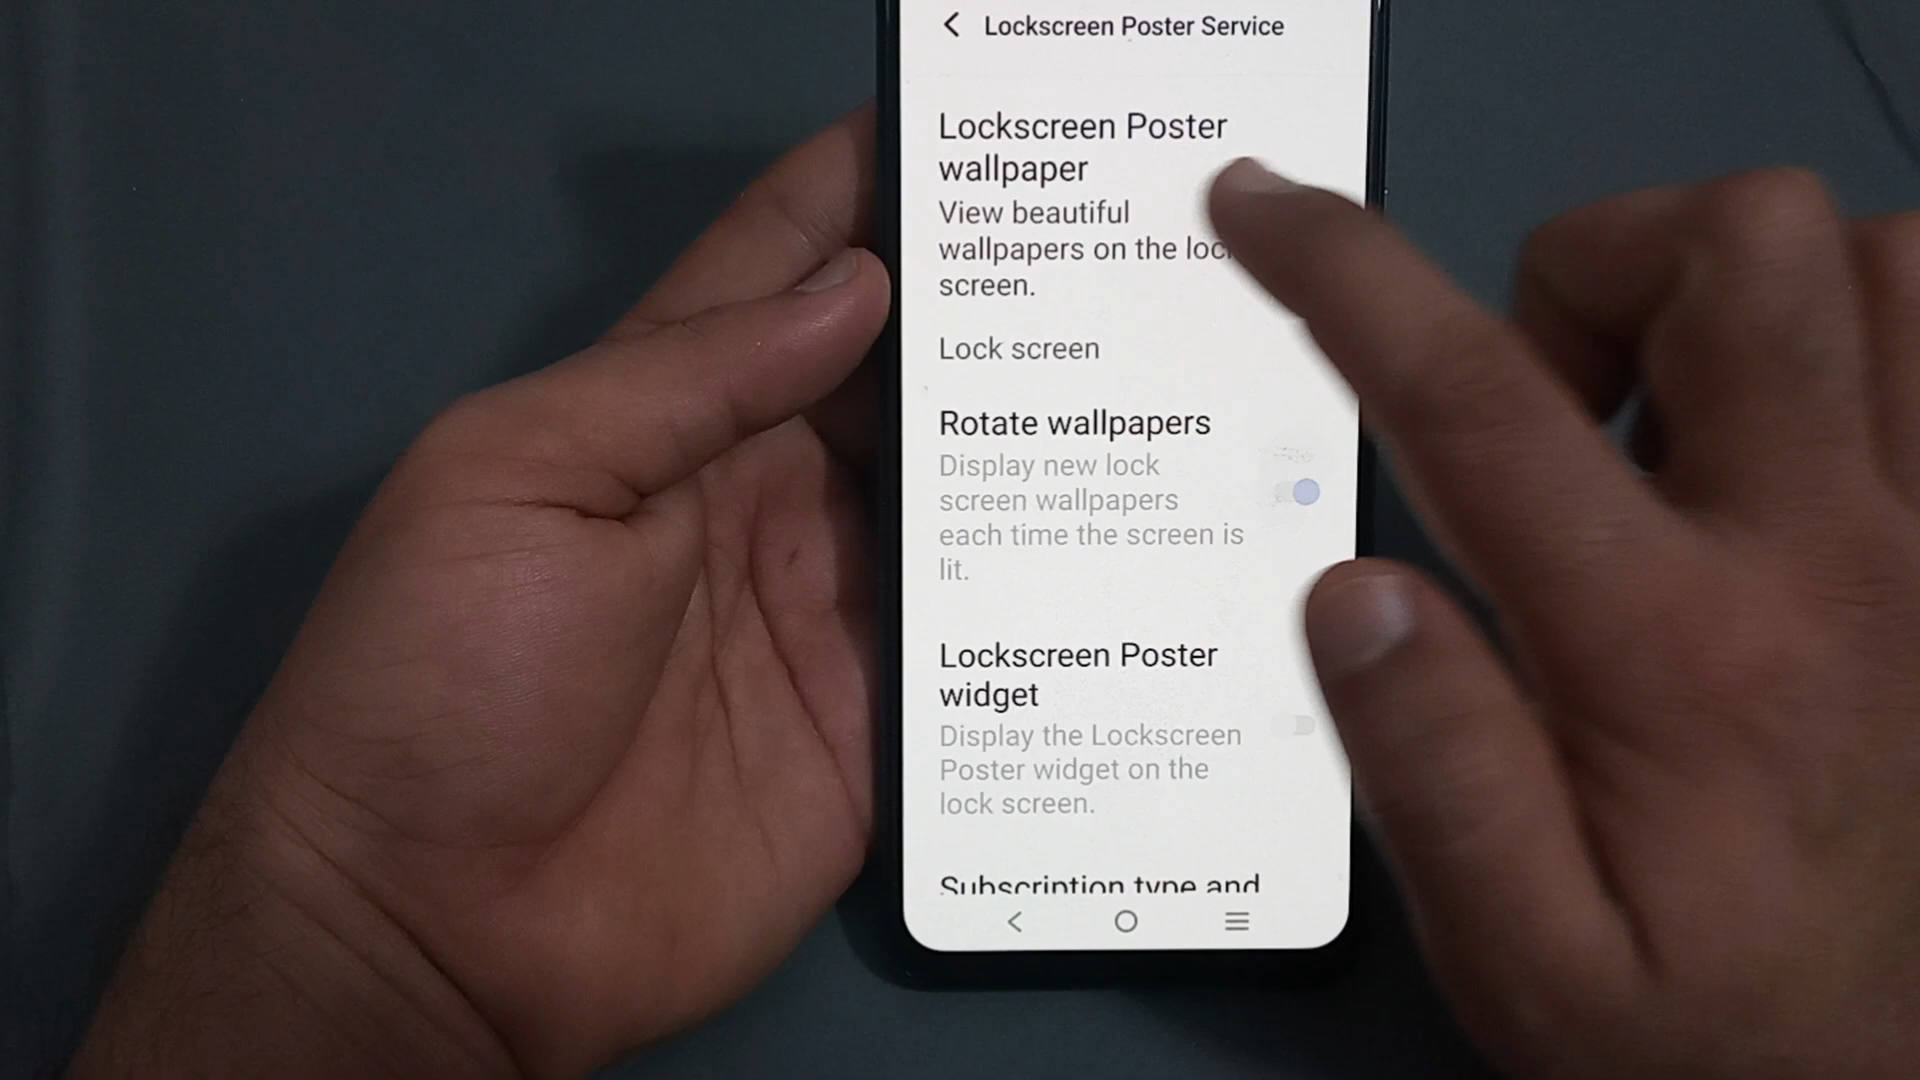 Lockscreen Poster Service
Lockscreen Poster
wallpaper
View beautiful
wallpapers on the
screen.
Lock screen
Rotate wallpapers
Display new lock
screen wallpapers
each time the screen is
lit.
Lockscreen Poster
widget
Display the Lockscreen
Poster widget on the
lock screen.
Subscription type and